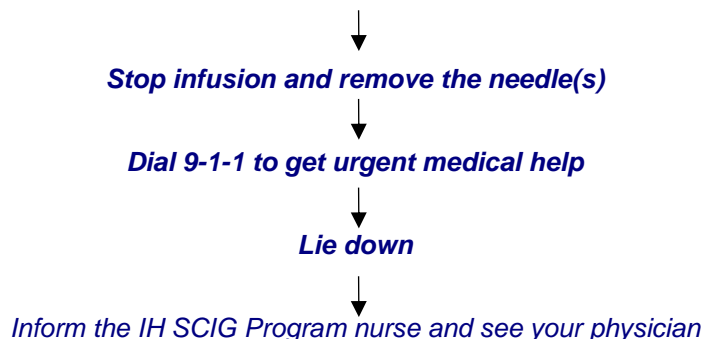 Stop infusion and remove the needle(s)
Dial 9-1-1 to get urgent medical help
Lie down
Inform the IH SCIG Program nurse and see your physician